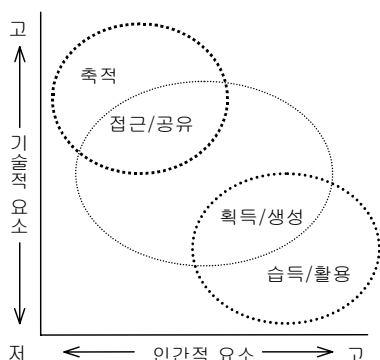 고
축적
접근/공유
기술적 요소
획득/생성
습득/활용
저
인간적 요소
고